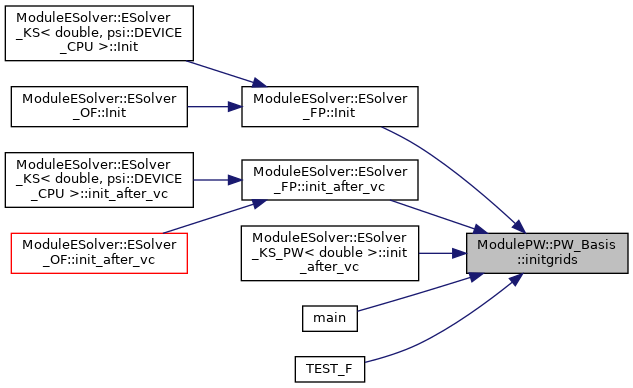 ModuleESolver::ESolver
_KS< double, psi::DEVICE
_CPU >::Init
ModuleESolver::ESolver
_OF::Init
ModuleESolver::ESolver
_FP::Init
ModuleESolver::ESolver
_KS< double, psi::DEVICE
_CPU >::init_after_vc
ModuleESolver::ESolver
_FP::init_after_vc
ModuleESolver::ESolver
_OF::init_after_vc
ModuleESolver::ESolver
_KS_PW< double >::init
_after_vc
ModulePW::PW_Basis
::initgrids
main
TEST_F